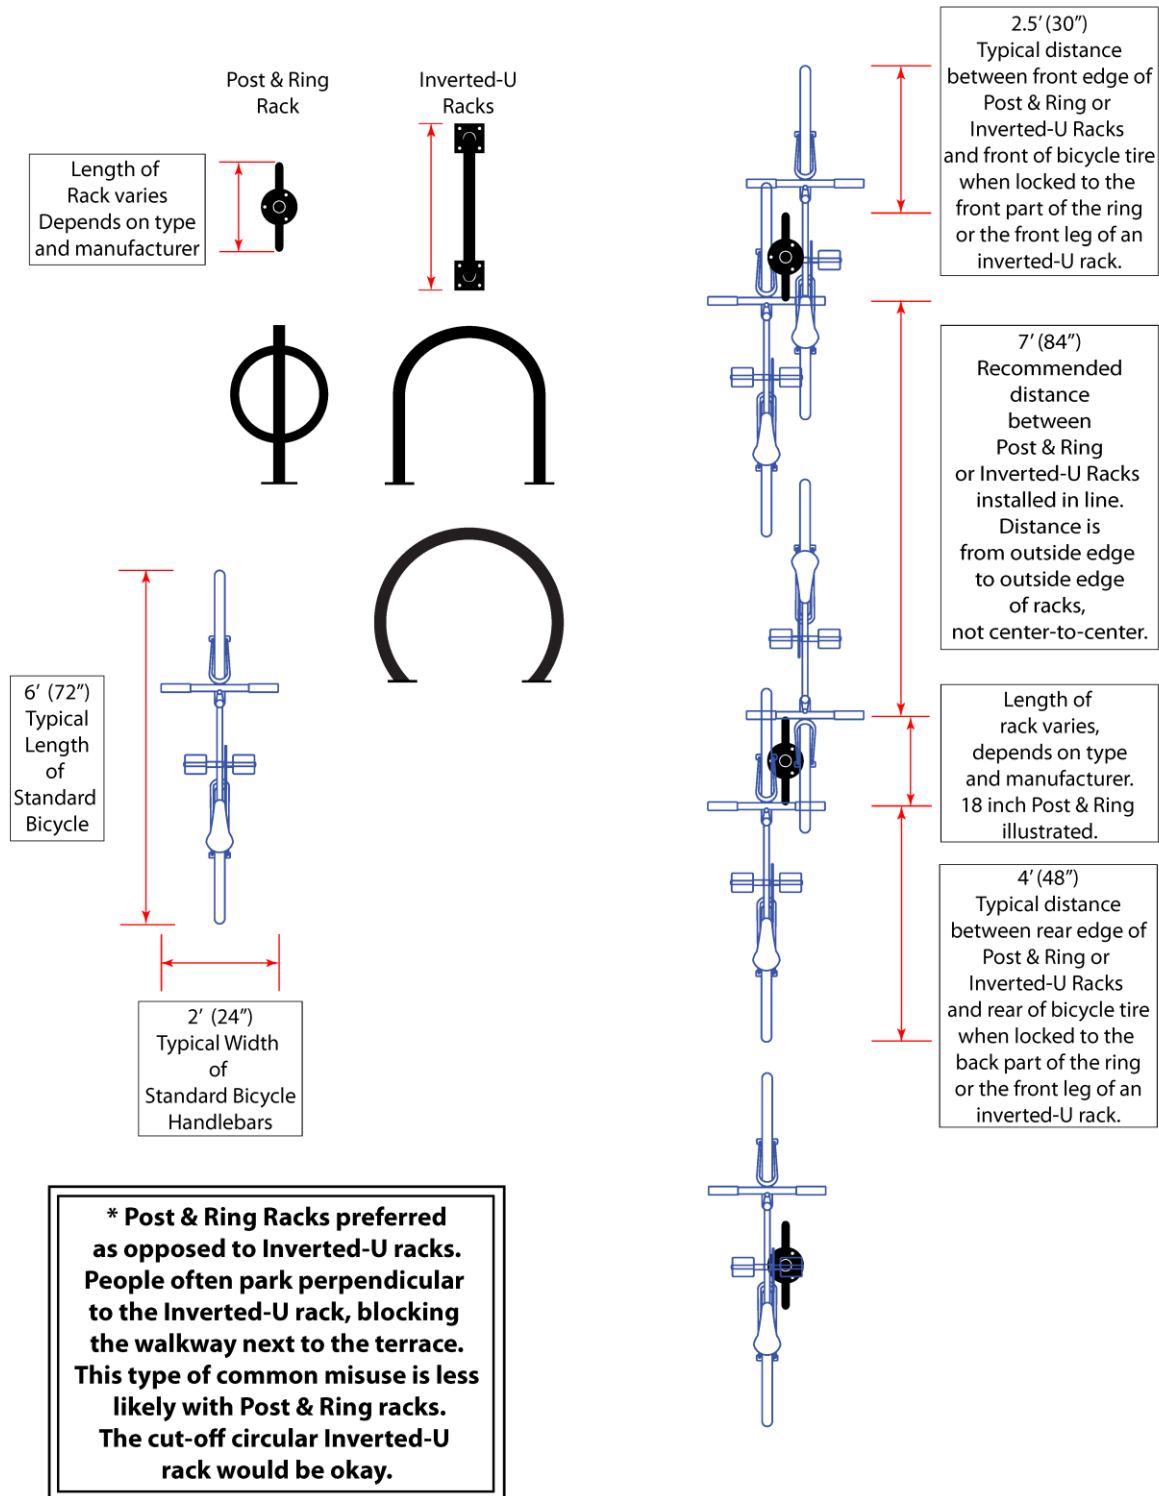 Post & Ring
Rack
Inverted-U
Racks
Length of
Rack varies
Depends on type
and manufacturer
6′ (72″)
Typical
Length
of
Standard
Bicycle
2′ (24″)
Typical Width
of
Standard Bicycle
Handlebars
* Post & Ring Racks preferred
as opposed to Inverted-U racks.
People often park perpendicular
to the Inverted-U rack, blocking
the walkway next to the terrace.
This type of common misuse is less
likely with Post & Ring racks.
The cut-off circular Inverted-U
rack would be okay.
2.5′ (30″)
Typical distance
between front edge of
Post & Ring or
Inverted-U Racks
and front of bicycle tire
when locked to the
front part of the ring
or the front leg of an
inverted-U rack.
7′ (84″)
Recommended
distance
between
Post & Ring
or Inverted-U Racks
installed in line.
Distance is
from outside edge
to outside edge
of racks,
not center-to-center.
Length of
rack varies,
depends on type
and manufacturer.
18 inch Post & Ring
illustrated.
4′ (48″)
Typical distance
between rear edge of
Post & Ring or
Inverted-U Racks
and rear of bicycle tire
when locked to the
back part of the ring
or the front leg of an
inverted-U rack.